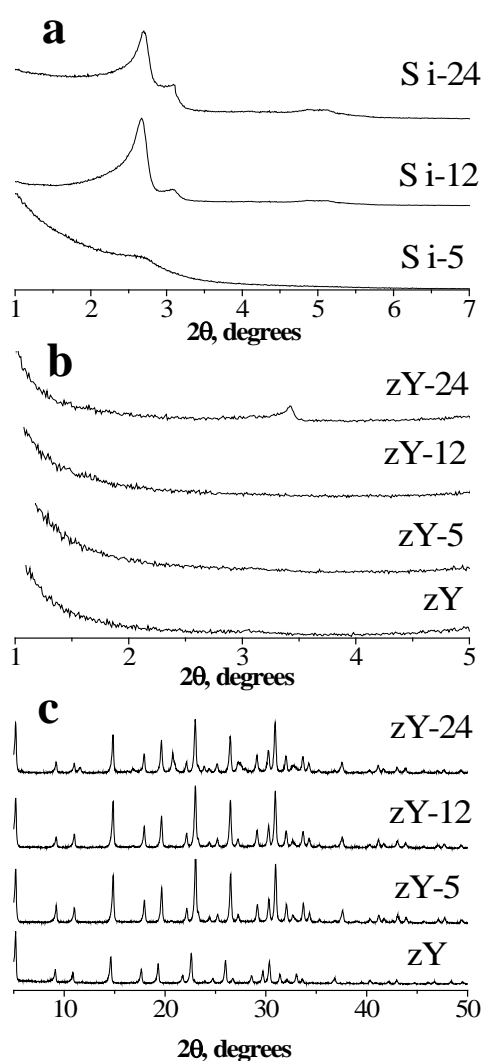 a
S i-24
S i-12
S i-5
1 2 3 4 5 6 7
2θ, degrees
b
zY-24
zY-12
zY-5
zY
1 2 3 4 5
2θ, degrees
c
zY-24
zY-12
zY-5
zY
10 20 30 40 50
2θ, degrees